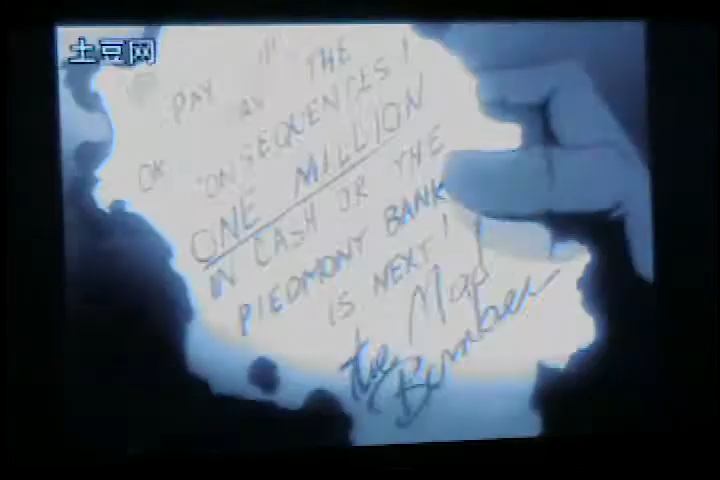 土豆网
PAY THE
OR CONSEQUENCES!
ONE MILLION
IN CASH OR THE
PIEDMONT BANK
IS NEXT!
the Mad
Bomber